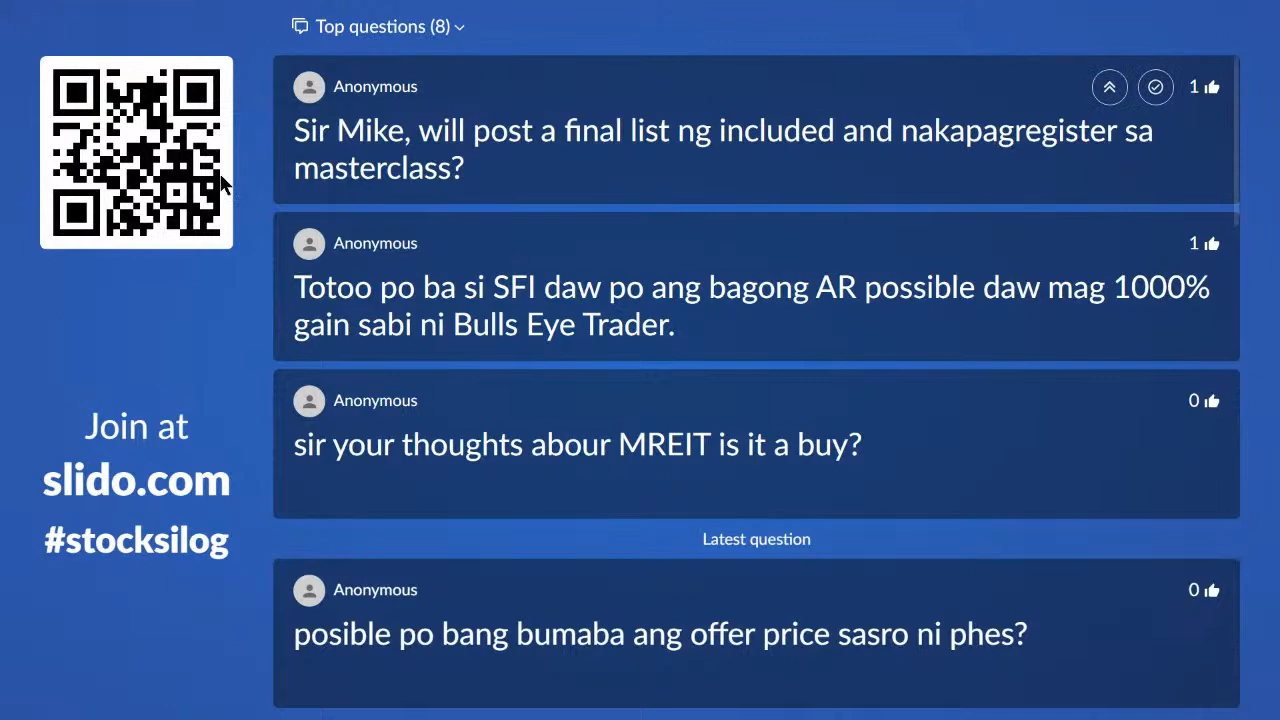 Top questions (8)
Anonymous
1
Sir Mike, will post a final list ng included and nakapagregister sa
masterclass?
Anonymous
1
Totoo po ba si SFI daw po ang bagong AR possible daw mag 1000%
gain sabi ni Bulls Eye Trader.
Anonymous
0
sir your thoughts abour MREIT is it a buy?
Latest question
Anonymous
0
posible po bang bumaba ang offer price sasro ni phes?
Join at
slido.com
#stocksilog